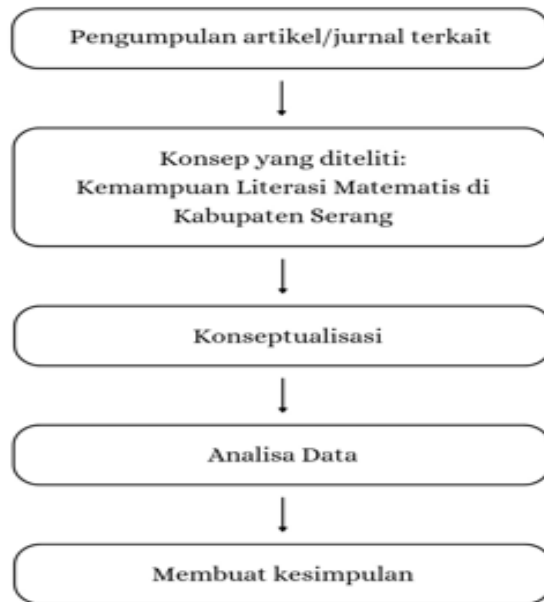 Pengumpulan artikel/jurnal terkait
Konsep yang diteliti:
Kemampuan Literasi Matematis di
Kabupaten Serang
Konseptualisasi
Analisa Data
Membuat kesimpulan